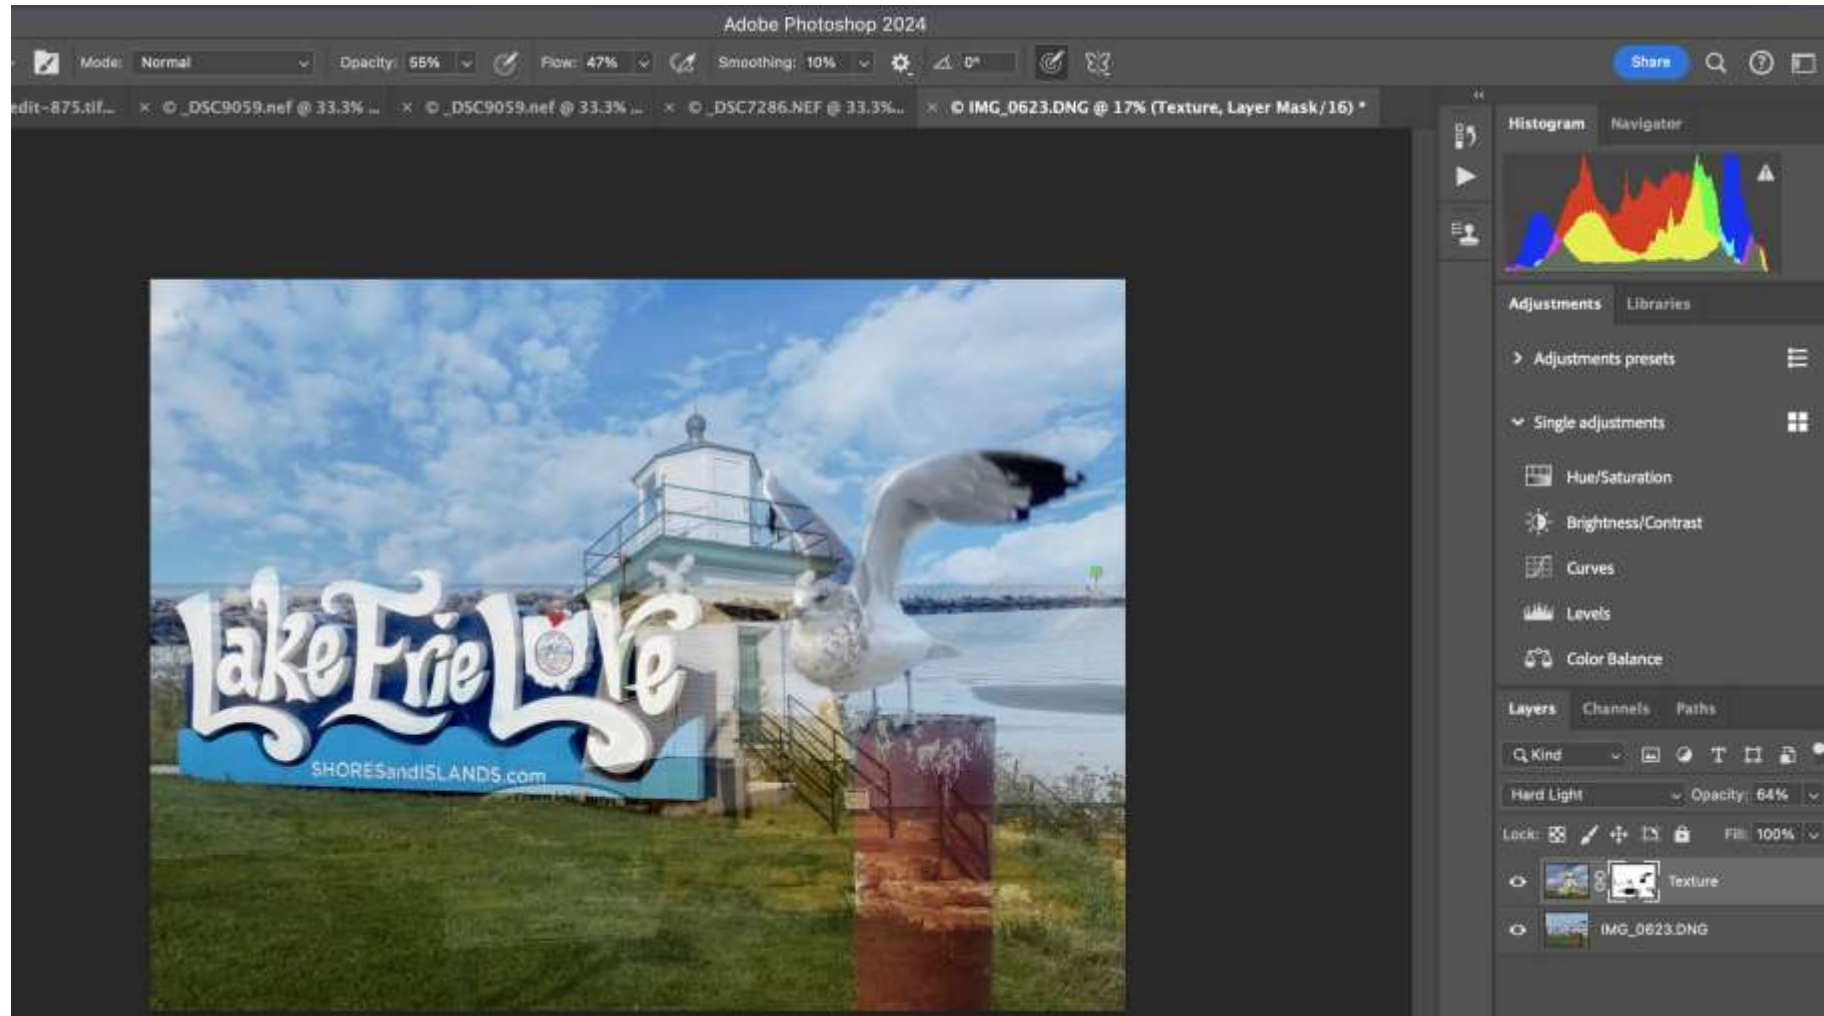 Adobe Photoshop 2024
Mode: Normal Opacity: 55% Flow: 47% Smoothing: 10% 0° Share
edit-875.tif... × © _DSC9059.nef @ 33.3% ... × © _DSC9059.nef @ 33.3% ... × © _DSC7286.NEF @ 33.3%... × © IMG_0623.DNG @ 17% (Texture, Layer Mask/16) *
Histogram Navigator
Adjustments Libraries
Adjustments presets
Single adjustments
Hue/Saturation
Brightness/Contrast
Curves
Levels
Color Balance
Layers Channels Paths
Kind
Hard Light Opacity: 64%
Lock: Fill: 100%
Texture
IMG_0623.DNG
Lake Erie Love
SHORESandISLANDS.com